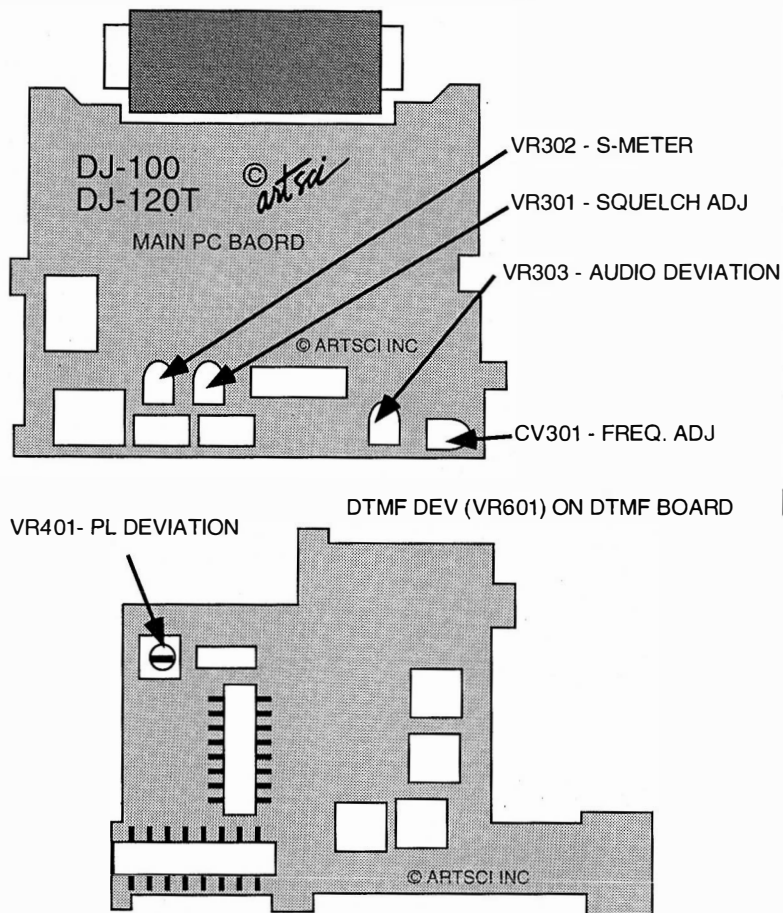 VR302 - S-METER
DJ-100
DJ-120T
© artsci
VR301 - SQUELCH ADJ
MAIN PC BAORD
VR303 - AUDIO DEVIATION
© ARTSCI INC
CV301 - FREQ. ADJ
DTMF DEV (VR601) ON DTMF BOARD
VR401- PL DEVIATION
© ARTSCI INC